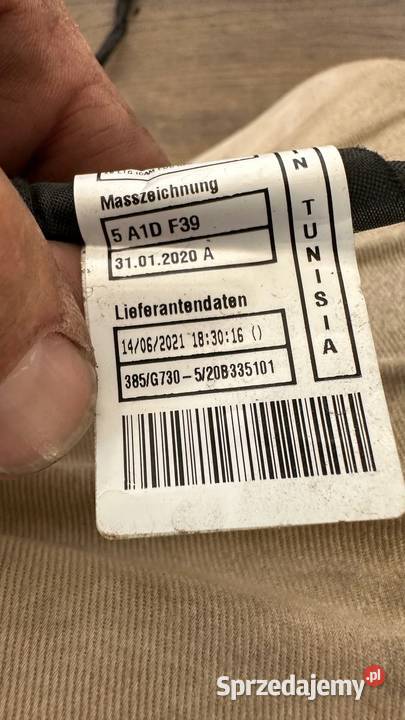 Masszeichnung
5 A1D F39
31.01.2020 A
Lieferantendaten
14/06/2021 18:30:16 ()
385/G730-5/20B335101
IN TUNISIA
Sprzedajemy.pl